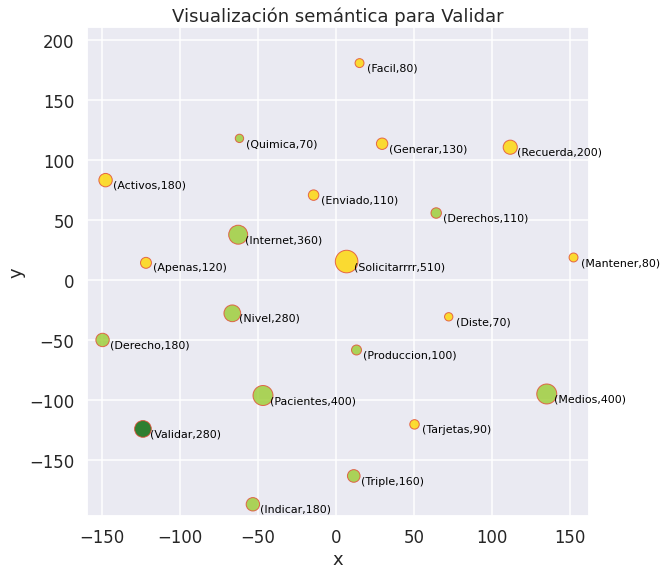 Visualización semántica para Validar
200
(Facil,80)
150
(Quimica,70)
(Generar,130)
(Recuerda,200)
100
(Activos,180)
(Enviado,110)
(Derechos,110)
50
(Internet,360)
(Solicitarrrr,510)
(Mantener,80)
(Apenas,120)
y
0
(Nivel,280)
(Diste,70)
−50
(Derecho,180)
(Produccion,100)
−100
(Pacientes,400)
(Medios,400)
(Tarjetas,90)
(Validar,280)
−150
(Triple,160)
(Indicar,180)
−150 −100 −50 0 50 100 150
x